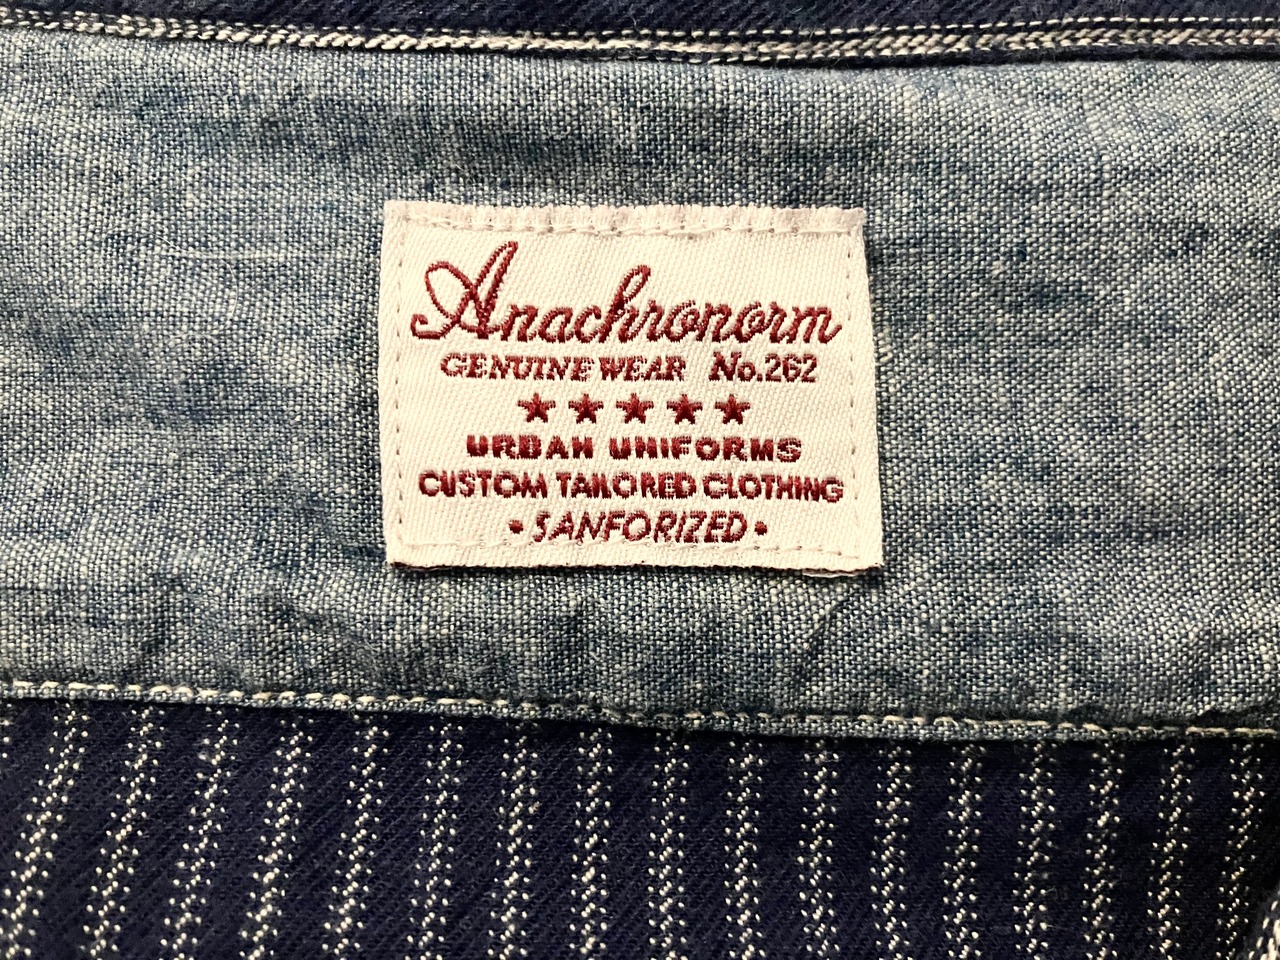 Anachronorm
GENUINE WEAR No.262
★★★★★
URBAN UNIFORMS
CUSTOM TAILORED CLOTHING
• SANFORIZED •